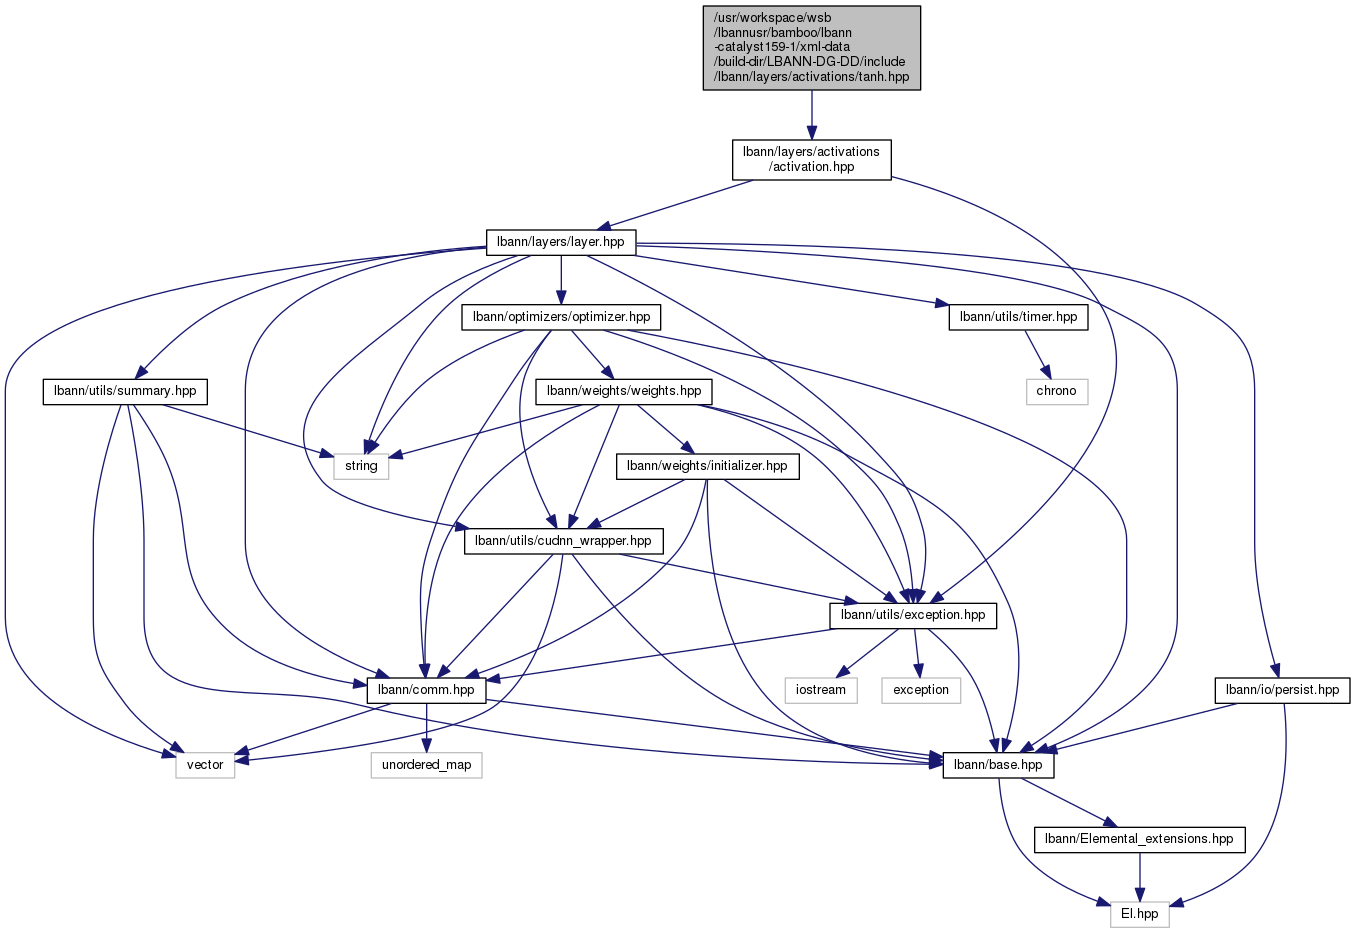 /usr/workspace/wsb
/lbannusr/bamboo/lbann
-catalyst159-1/xml-data
/build-dir/LBANN-DG-DD/include
/lbann/layers/activations/tanh.hpp
lbann/layers/activations
/activation.hpp
lbann/layers/layer.hpp
lbann/optimizers/optimizer.hpp
lbann/utils/timer.hpp
lbann/utils/summary.hpp
lbann/weights/weights.hpp
chrono
string
lbann/weights/initializer.hpp
lbann/utils/cudnn_wrapper.hpp
lbann/utils/exception.hpp
lbann/comm.hpp
iostream
exception
lbann/io/persist.hpp
vector
unordered_map
lbann/base.hpp
lbann/Elemental_extensions.hpp
El.hpp